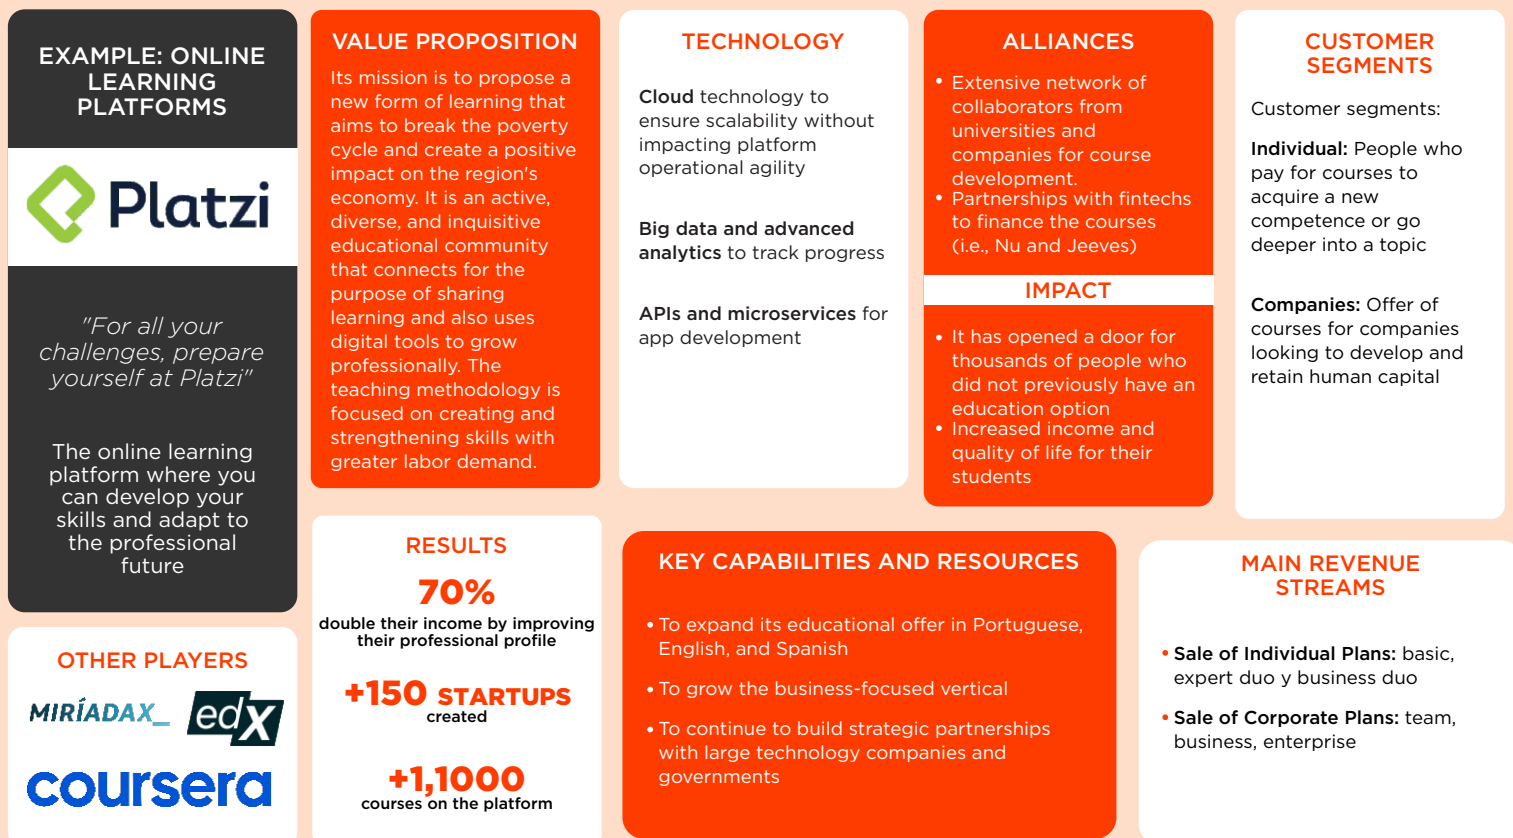 EXAMPLE: ONLINE
LEARNING
PLATFORMS
Platzi
"For all your
challenges, prepare
yourself at Platzi"
The online learning
platform where you
can develop your
skills and adapt to
the professional
future
OTHER PLAYERS
MIRÍADAX_
edX
coursera
VALUE PROPOSITION
Its mission is to propose a
new form of learning that
aims to break the poverty
cycle and create a positive
impact on the region's
economy. It is an active,
diverse, and inquisitive
educational community
that connects for the
purpose of sharing
learning and also uses
digital tools to grow
professionally. The
teaching methodology is
focused on creating and
strengthening skills with
greater labor demand.
RESULTS
70%
double their income by improving
their professional profile
+150 STARTUPS
created
+1,1000
courses on the platform
TECHNOLOGY
Cloud technology to
ensure scalability without
impacting platform
operational agility
Big data and advanced
analytics to track progress
APIs and microservices for
app development
ALLIANCES
• Extensive network of
collaborators from
universities and
companies for course
development.
• Partnerships with fintechs
to finance the courses
(i.e., Nu and Jeeves)
IMPACT
• It has opened a door for
thousands of people who
did not previously have an
education option
• Increased income and
quality of life for their
students
CUSTOMER
SEGMENTS
Customer segments:
Individual: People who
pay for courses to
acquire a new
competence or go
deeper into a topic
Companies: Offer of
courses for companies
looking to develop and
retain human capital
KEY CAPABILITIES AND RESOURCES
• To expand its educational offer in Portuguese,
English, and Spanish
• To grow the business-focused vertical
• To continue to build strategic partnerships
with large technology companies and
governments
MAIN REVENUE
STREAMS
• Sale of Individual Plans: basic,
expert duo y business duo
• Sale of Corporate Plans: team,
business, enterprise